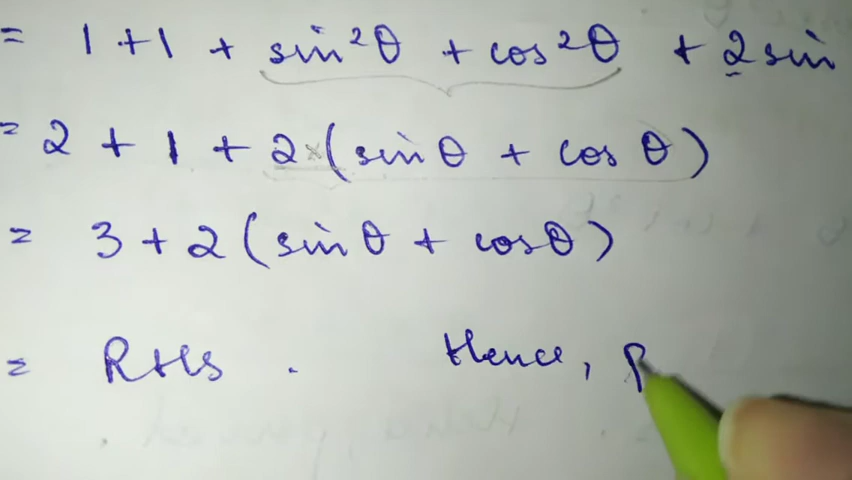 = 1 + 1 + sin²θ + cos²θ + 2 sin
= 2 + 1 + 2 × (sin θ + cos θ)
= 3 + 2 (sin θ + cos θ)
= RHS . Hence, p